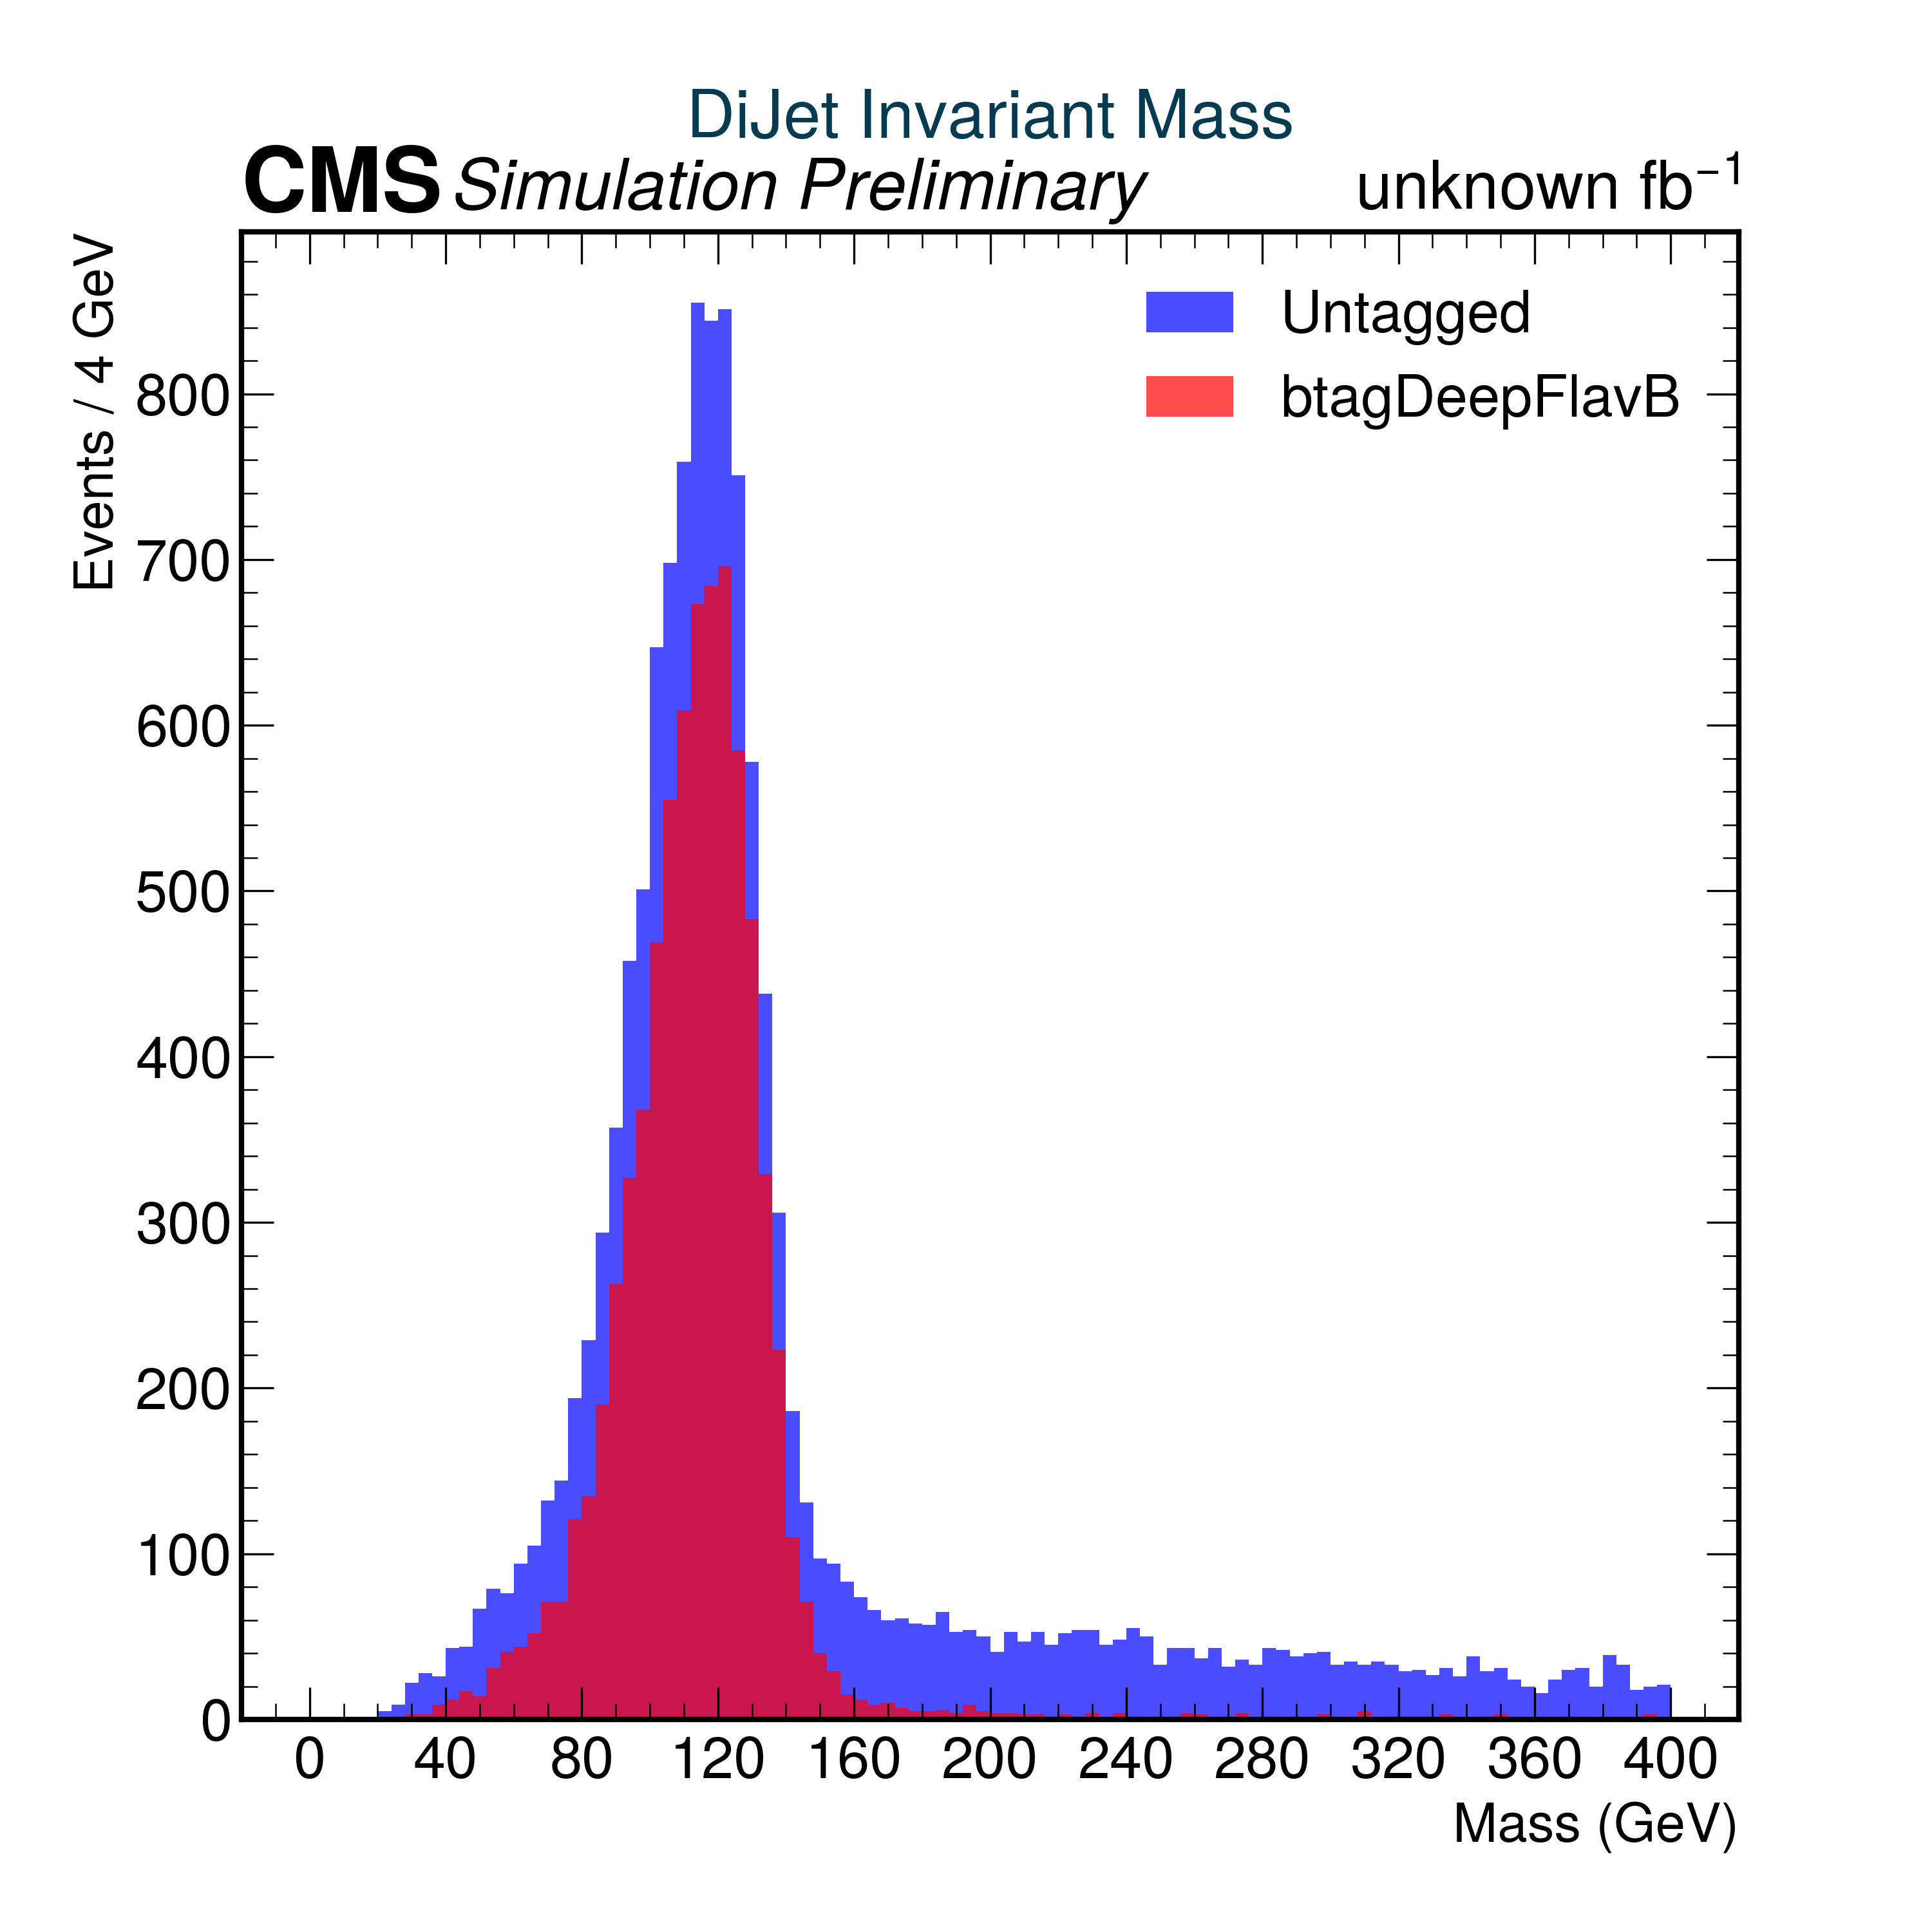 DiJet Invariant Mass
CMS Simulation Preliminary unknown fb⁻¹
Events / 4 GeV
Untagged
btagDeepFlavB
800
700
600
500
400
300
200
100
0
0 40 80 120 160 200 240 280 320 360 400
Mass (GeV)